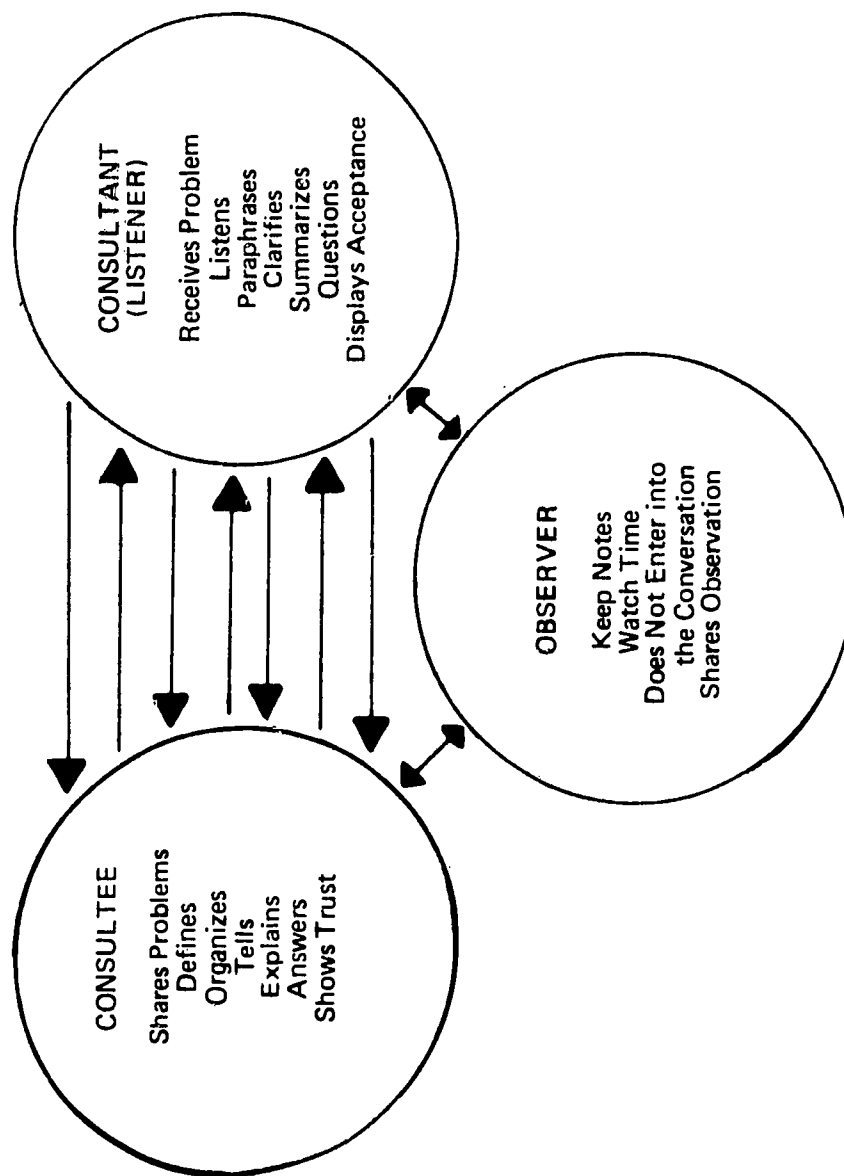 CONSULTEE
Shares Problems
Defines
Organizes
Tells
Explains
Answers
Shows Trust
CONSULTANT
(LISTENER)
Receives Problem
Listens
Paraphrases
Clarifies
Summarizes
Questions
Displays Acceptance
OBSERVER
Keep Notes
Watch Time
Does Not Enter into
the Conversation
Shares Observation